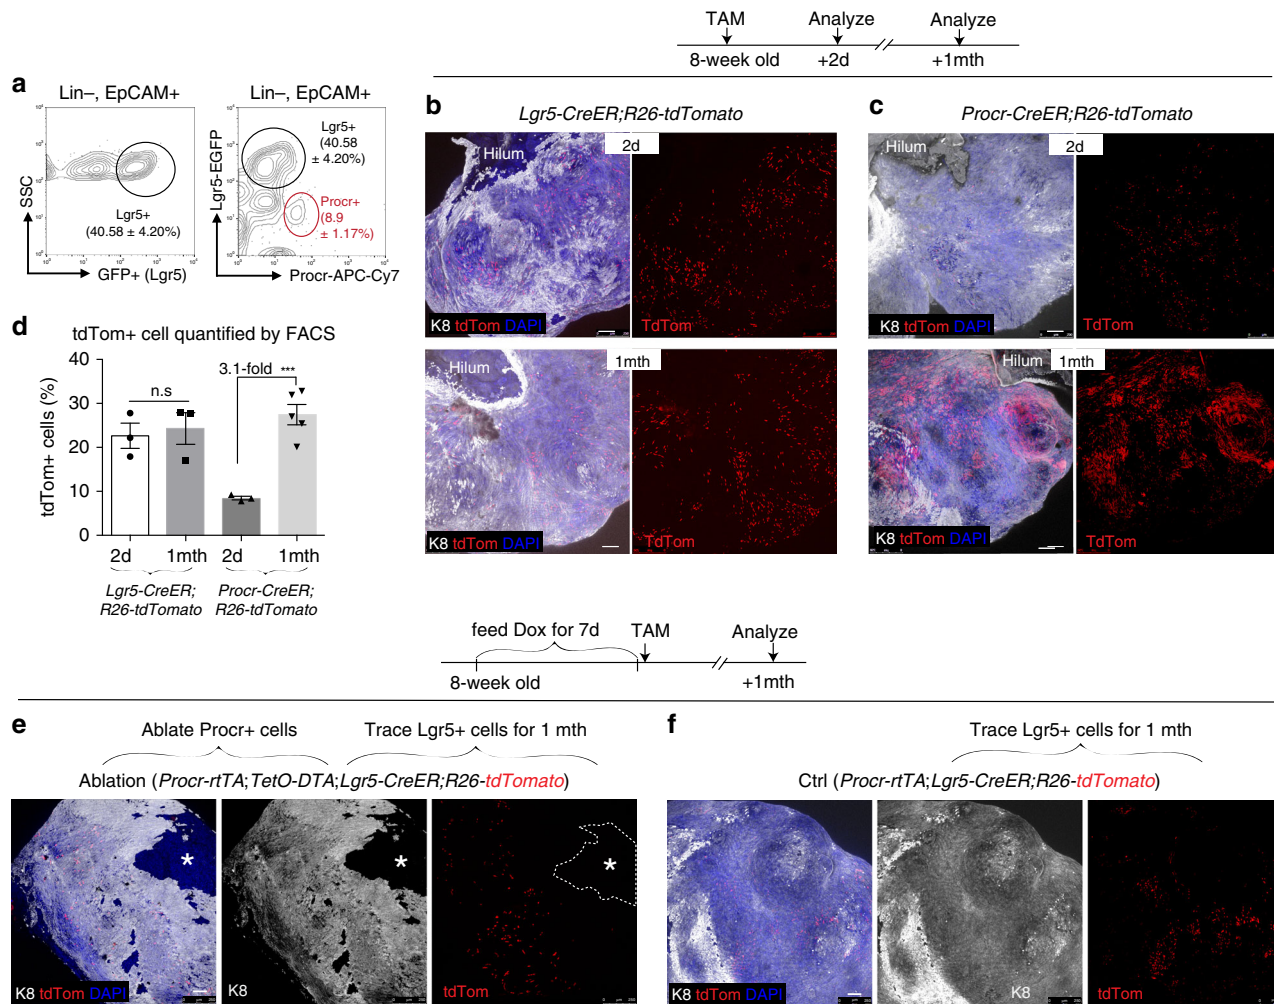 TAM Analyze Analyze
8-week old +2d +1mth
a
Lin–, EpCAM+ Lin–, EpCAM+
SSC
Lgr5+
(40.58 ± 4.20%)
GFP+ (Lgr5)
Lgr5-EGFP
Lgr5+
(40.58
± 4.20%)
Procr+
(8.9
± 1.17%)
Procr-APC-Cy7
b
Lgr5-CreER;R26-tdTomato
2d
Hilum
K8 tdTom DAPI
TdTom
1mth
Hilum
K8 tdTom DAPI
TdTom
c
Procr-CreER;R26-tdTomato
2d
Hilum
K8 tdTom DAPI
TdTom
1mth
Hilum
K8 tdTom DAPI
TdTom
d
tdTom+ cell quantified by FACS
tdTom+ cells (%)
40
30
20
10
0
n.s
3.1-fold ***
2d 1mth 2d 1mth
Lgr5-CreER;
R26-tdTomato
Procr-CreER;
R26-tdTomato
feed Dox for 7d TAM Analyze
8-week old +1mth
e
Ablate Procr+ cells Trace Lgr5+ cells for 1 mth
Ablation (Procr-rtTA;TetO-DTA;Lgr5-CreER;R26-tdTomato)
*
K8 tdTom DAPI
*
K8
*
tdTom
f
Trace Lgr5+ cells for 1 mth
Ctrl (Procr-rtTA;Lgr5-CreER;R26-tdTomato)
K8 tdTom DAPI
K8
tdTom